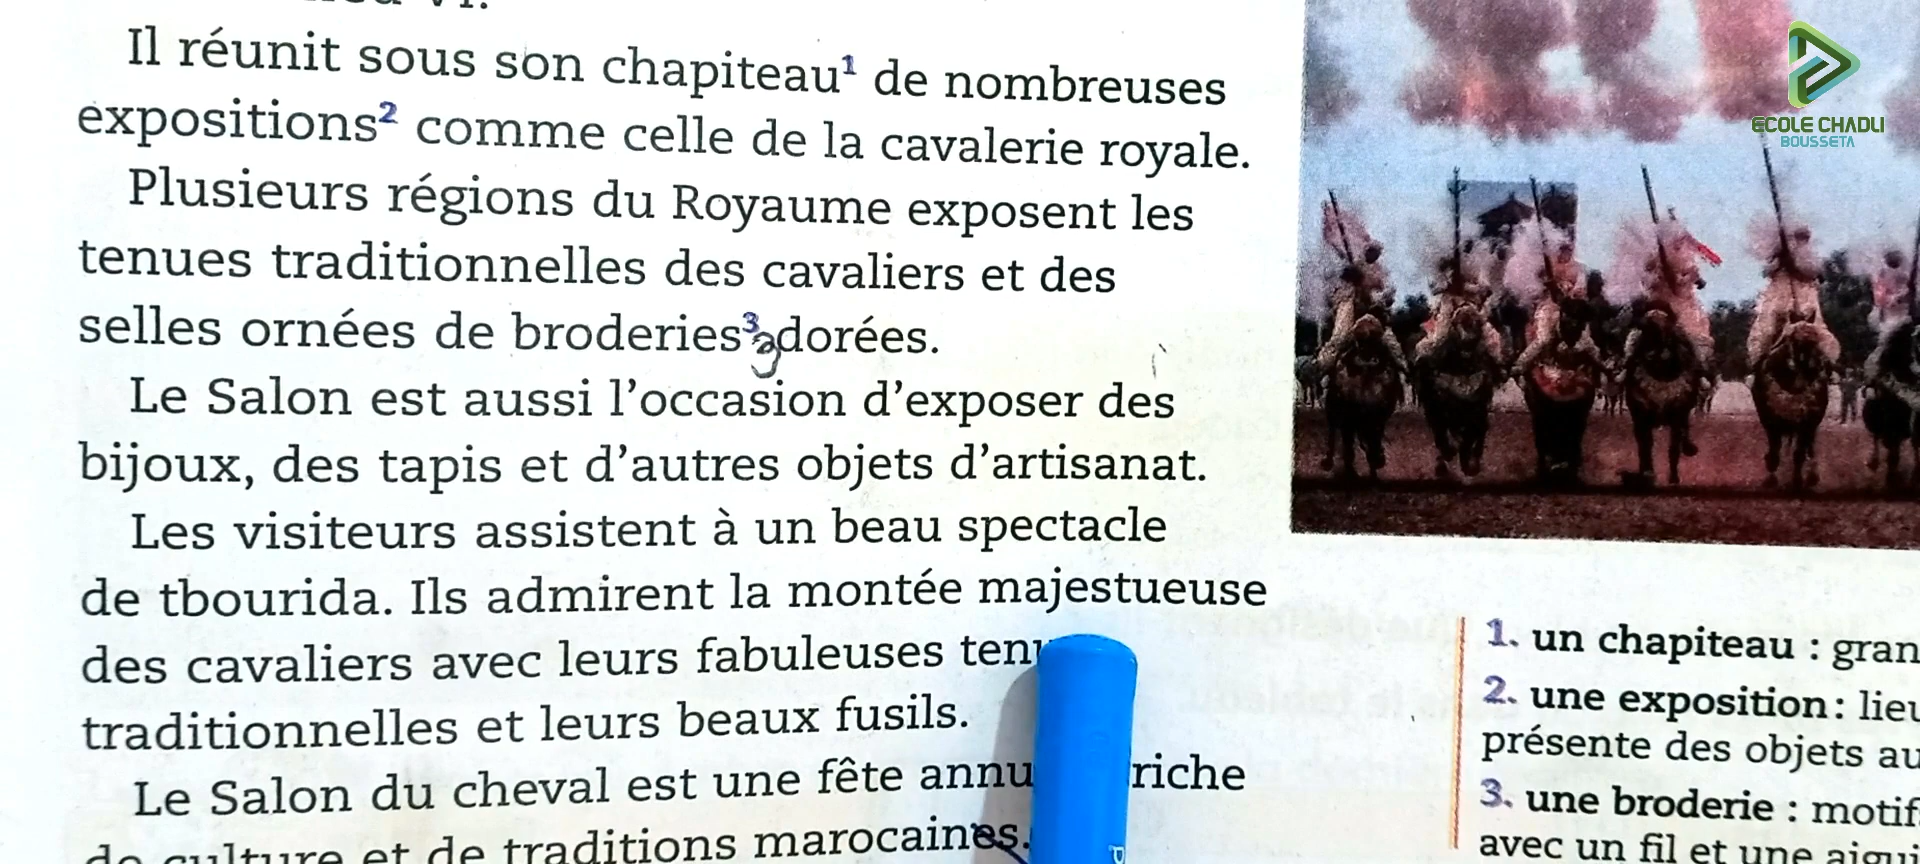 Il réunit sous son chapiteau¹ de nombreuses
expositions² comme celle de la cavalerie royale.
Plusieurs régions du Royaume exposent les
tenues traditionnelles des cavaliers et des
selles ornées de broderies³ dorées.
Le Salon est aussi l'occasion d'exposer des
bijoux, des tapis et d'autres objets d'artisanat.
Les visiteurs assistent à un beau spectacle
de tbourida. Ils admirent la montée majestueuse
des cavaliers avec leurs fabuleuses
traditionnelles et leurs beaux fusils.
Le Salon du cheval est une fête riche
de culture et de traditions marocaines.
ECOLE CHADLI
BOUSSETA
1. un chapiteau :
2. une exposition :
présente des objets
3. une broderie :
avec un fil et une